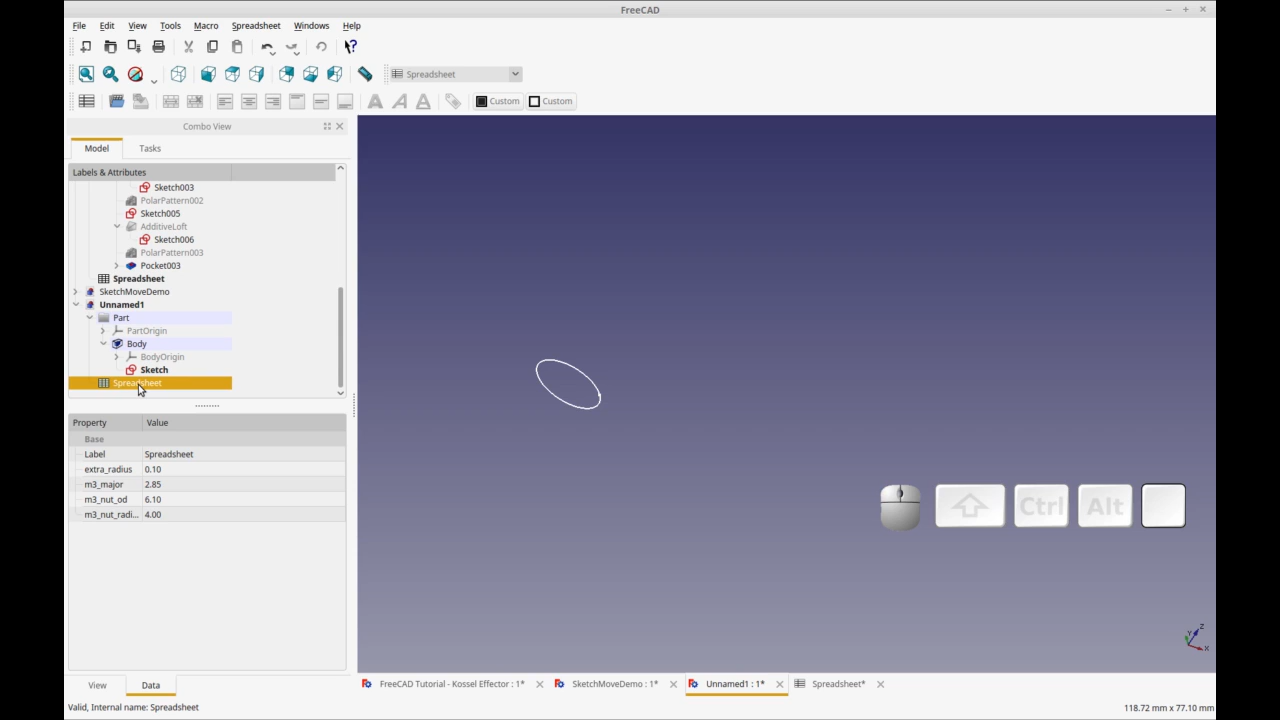 FreeCAD
File Edit View Tools Macro Spreadsheet Windows Help
Spreadsheet
Custom Custom
Combo View
Model Tasks
Labels & Attributes
Sketch003
PolarPattern002
Sketch005
AdditiveLoft
Sketch006
PolarPattern003
Pocket003
Spreadsheet
SketchMoveDemo
Unnamed1
Part
PartOrigin
Body
BodyOrigin
Sketch
Spreadsheet
Property Value
Base
Label Spreadsheet
extra_radius 0.10
m3_major 2.85
m3_nut_od 6.10
m3_nut_radi... 4.00
Ctrl Alt
View Data
FreeCAD Tutorial - Kossel Effector : 1* SketchMoveDemo : 1* Unnamed1 : 1* Spreadsheet*
Valid, Internal name: Spreadsheet 118.72 mm x 77.10 mm
Y Z X